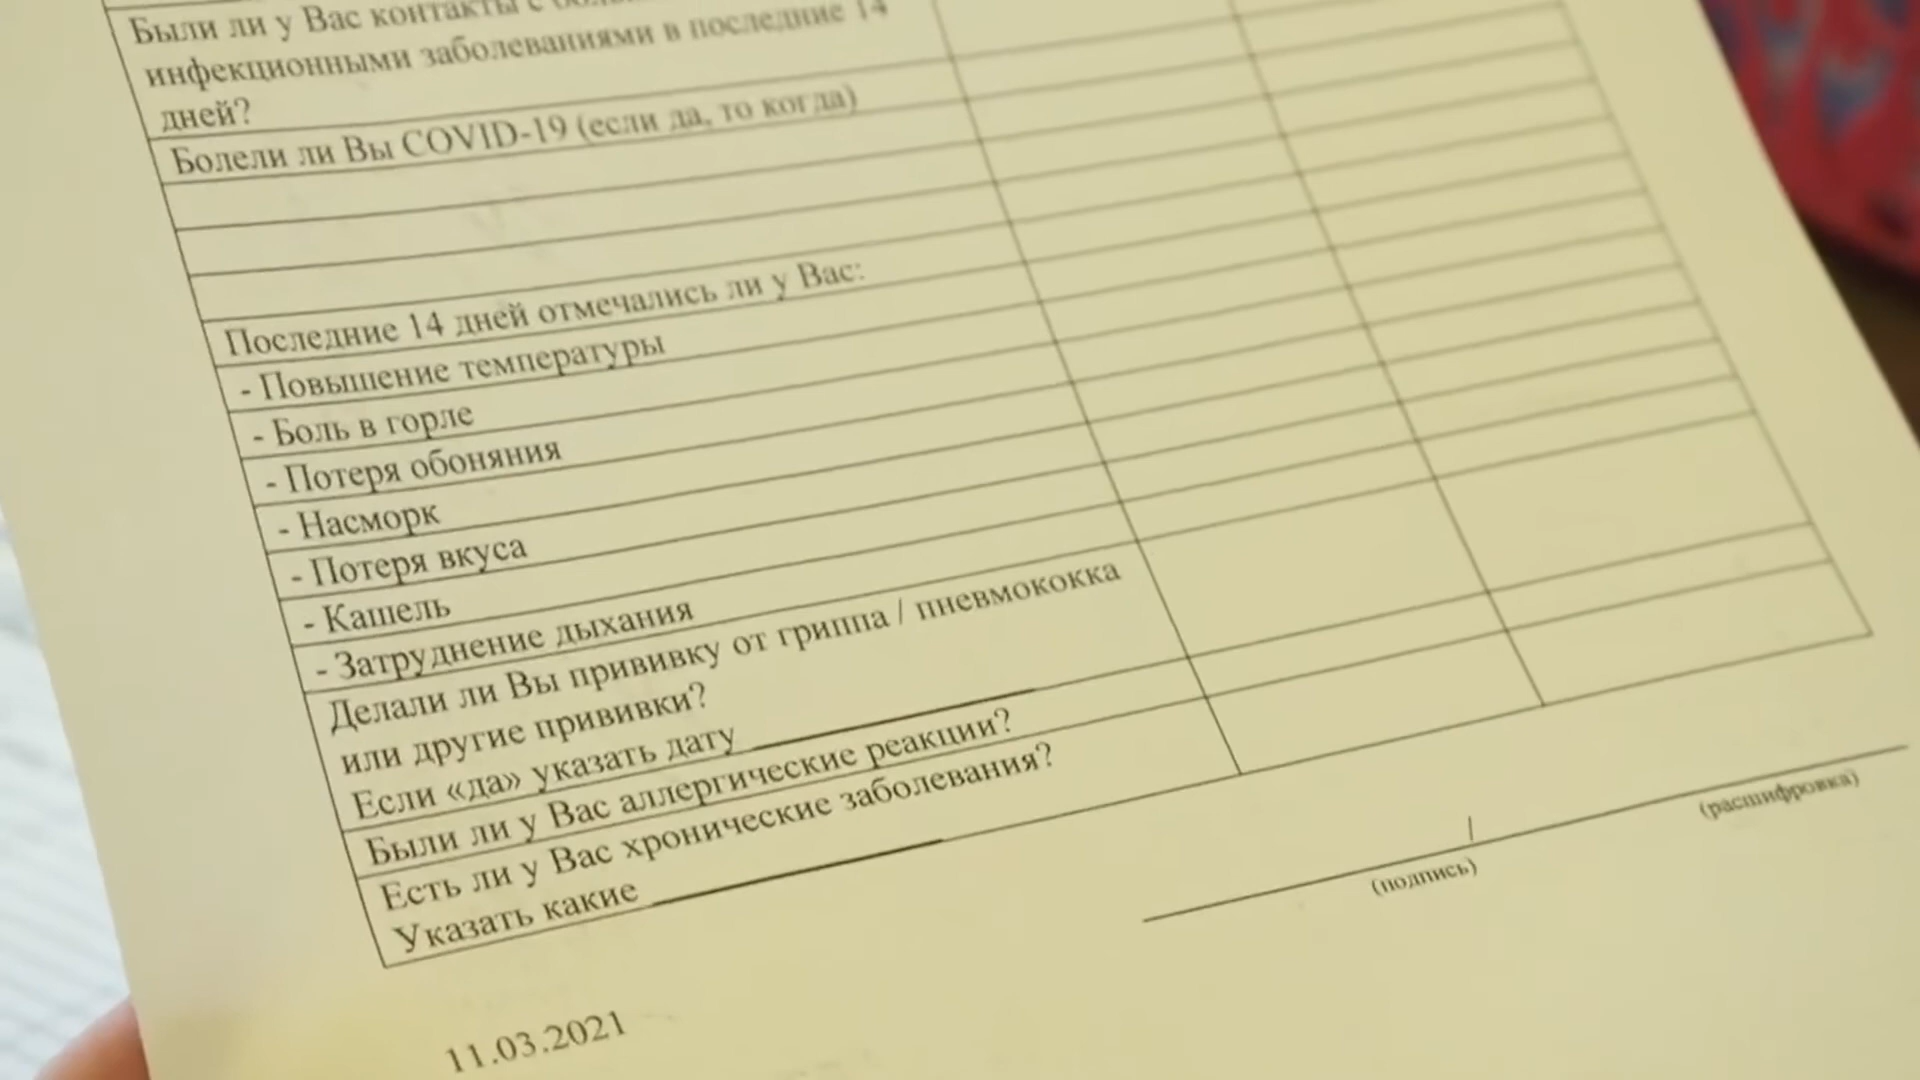 Были ли у Вас контакты с
инфекционными заболеваниями в последние 14
дней?
Болели ли Вы COVID-19 (если да, то когда)
Последние 14 дней отмечались ли у Вас:
- Повышение температуры
- Боль в горле
- Потеря обоняния
- Насморк
- Потеря вкуса
- Кашель
- Затруднение дыхания
Делали ли Вы прививку от гриппа / пневмококка
или другие прививки?
Если «да» указать дату
Были ли у Вас аллергические реакции?
Есть ли у Вас хронические заболевания?
Указать какие
/
(подпись) (расшифровка)
11.03.2021